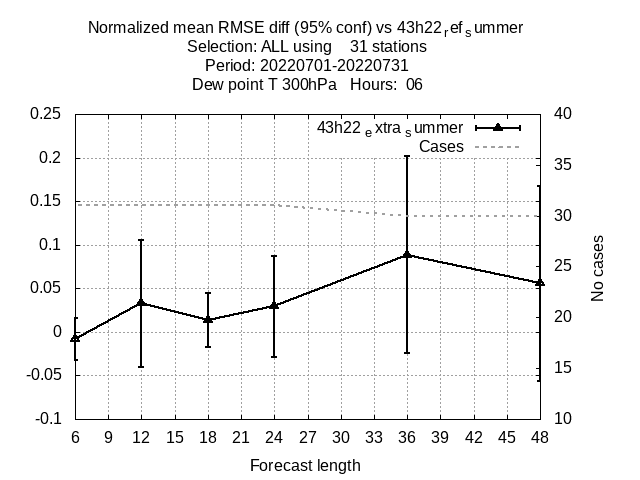 Normalized mean RMSE diff (95% conf) vs 43h22refsummer
Selection: ALL using    31 stations
Period: 20220701-20220731
Dew point T 300hPa   Hours:  06
43h22extrasummer
Cases
0.25
0.2
0.15
0.1
0.05
0
-0.05
-0.1
40
35
30
25
20
15
10
No cases
6 9 12 15 18 21 24 27 30 33 36 39 42 45 48
Forecast length